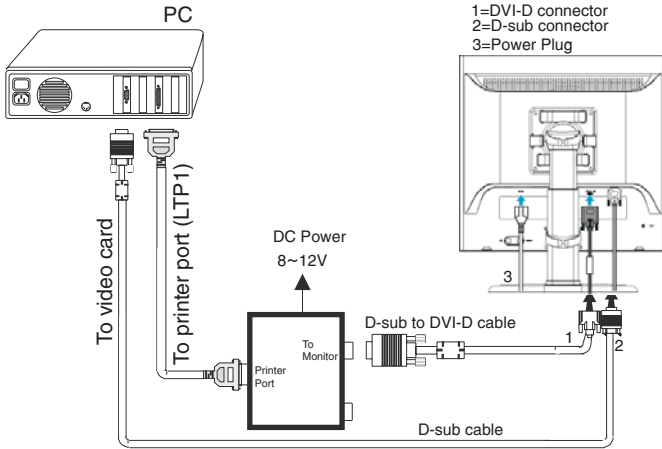 PC
1=DVI-D connector
2=D-sub connector
3=Power Plug
To video card
To printer port (LTP1)
DC Power
8~12V
3
D-sub to DVI-D cable
1
2
To
Monitor
Printer
Port
D-sub cable